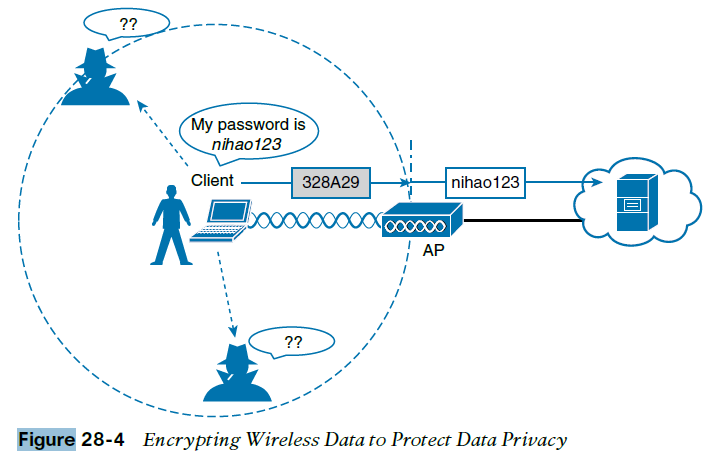 ??
My password is
nihao123
Client
328A29
nihao123
AP
??
Figure 28-4 Encrypting Wireless Data to Protect Data Privacy